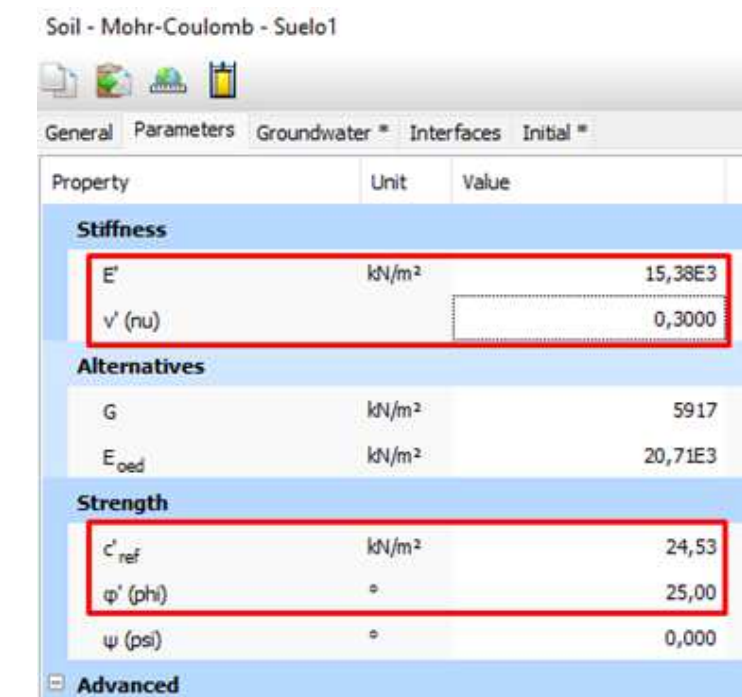 Soil - Mohr-Coulomb - Suelo1
General Parameters Groundwater * Interfaces Initial *
Property Unit Value
Stiffness
E' kN/m² 15,38E3
ν' (nu) 0,3000
Alternatives
G kN/m² 5917
E oed kN/m² 20,71E3
Strength
c' ref kN/m² 24,53
φ' (phi) ° 25,00
ψ (psi) ° 0,000
Advanced